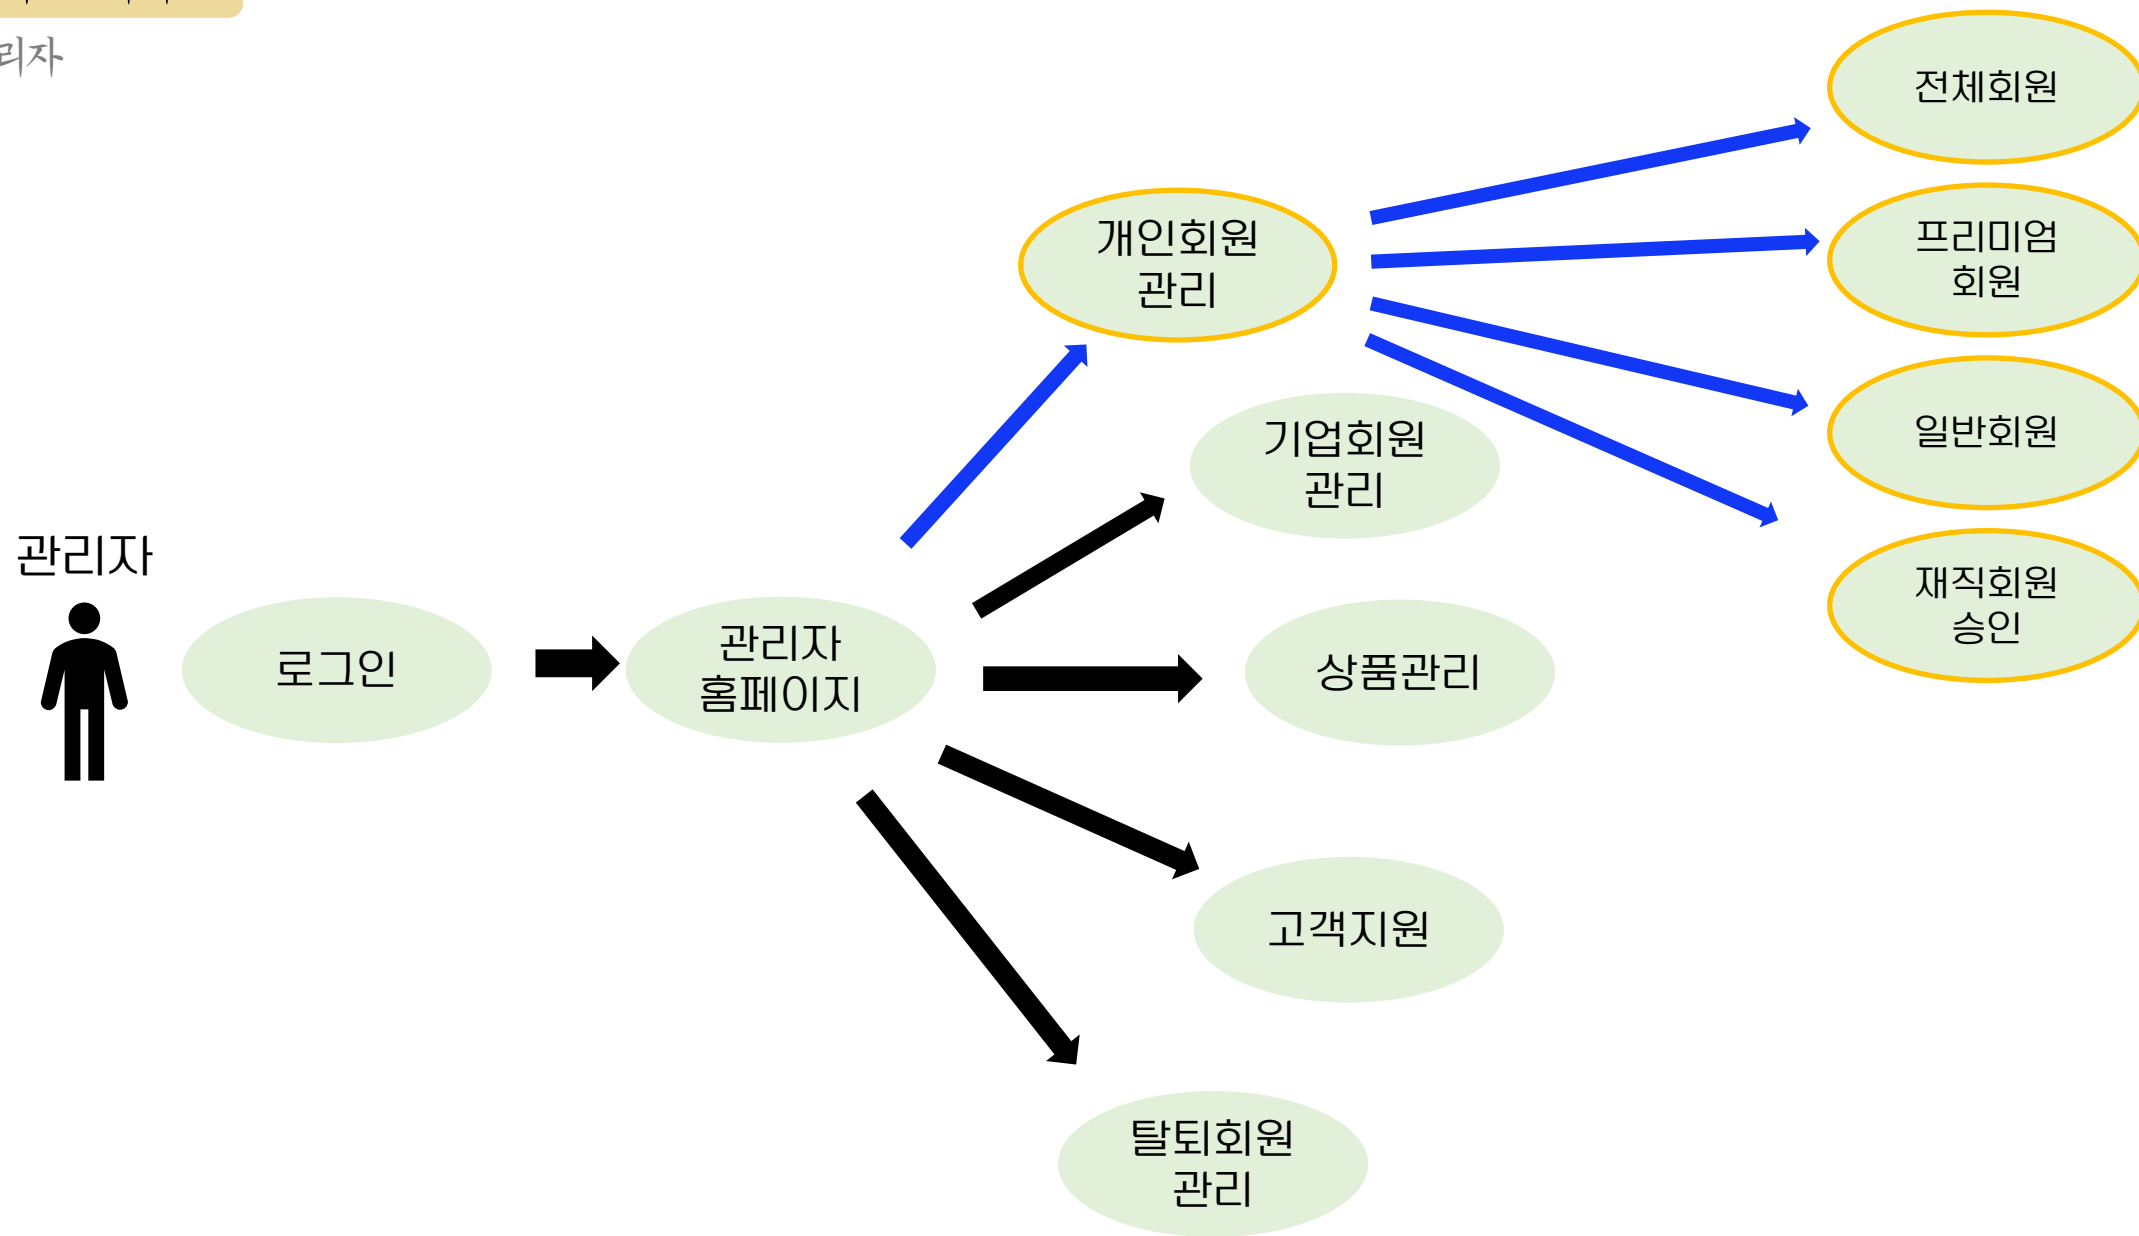 리자
전체회원
프리미엄
회원
일반회원
재직회원
승인
개인회원
관리
기업회원
관리
상품관리
고객지원
탈퇴회원
관리
관리자
홈페이지
로그인
관리자